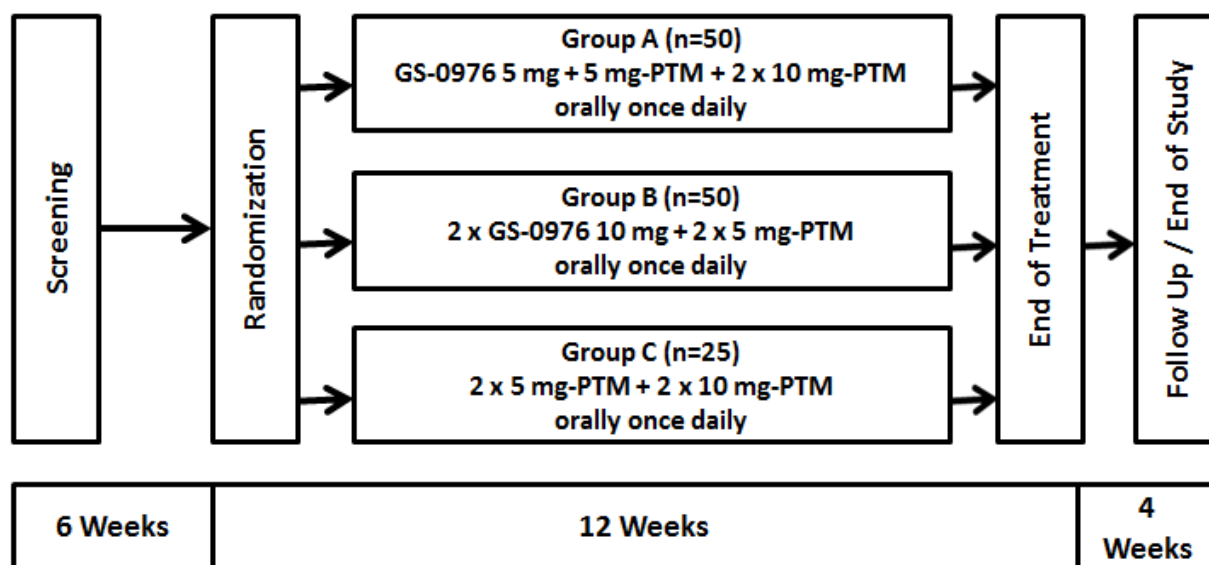 Screening
Randomization
Group A (n=50)
GS-0976 5 mg + 5 mg-PTM + 2 x 10 mg-PTM
orally once daily
Group B (n=50)
2 x GS-0976 10 mg + 2 x 5 mg-PTM
orally once daily
Group C (n=25)
2 x 5 mg-PTM + 2 x 10 mg-PTM
orally once daily
End of Treatment
Follow Up / End of Study
6 Weeks
12 Weeks
4
Weeks